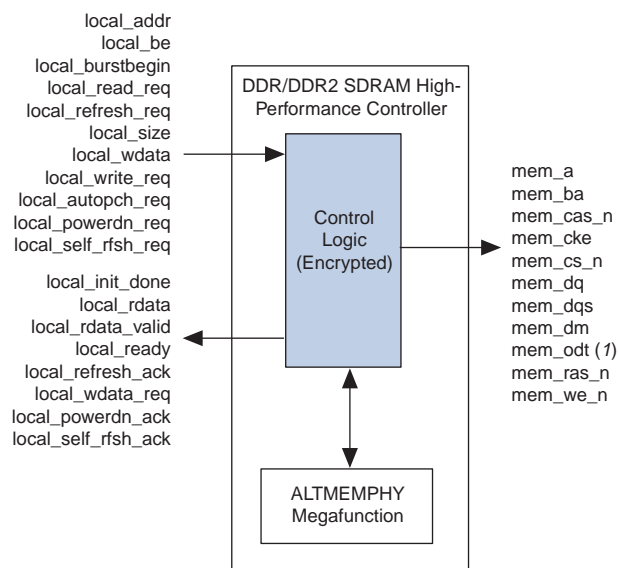 local_addr
local_be
local_burstbegin
local_read_req
local_refresh_req
local_size
local_wdata
local_write_req
local_autopch_req
local_powerdn_req
local_self_rfsh_req
local_init_done
local_rdata
local_rdata_valid
local_ready
local_refresh_ack
local_wdata_req
local_powerdn_ack
local_self_rfsh_ack
DDR/DDR2 SDRAM High-
Performance Controller
Control
Logic
(Encrypted)
ALTMEMPHY
Megafunction
mem_a
mem_ba
mem_cas_n
mem_cke
mem_cs_n
mem_dq
mem_dqs
mem_dm
mem_odt (1)
mem_ras_n
mem_we_n